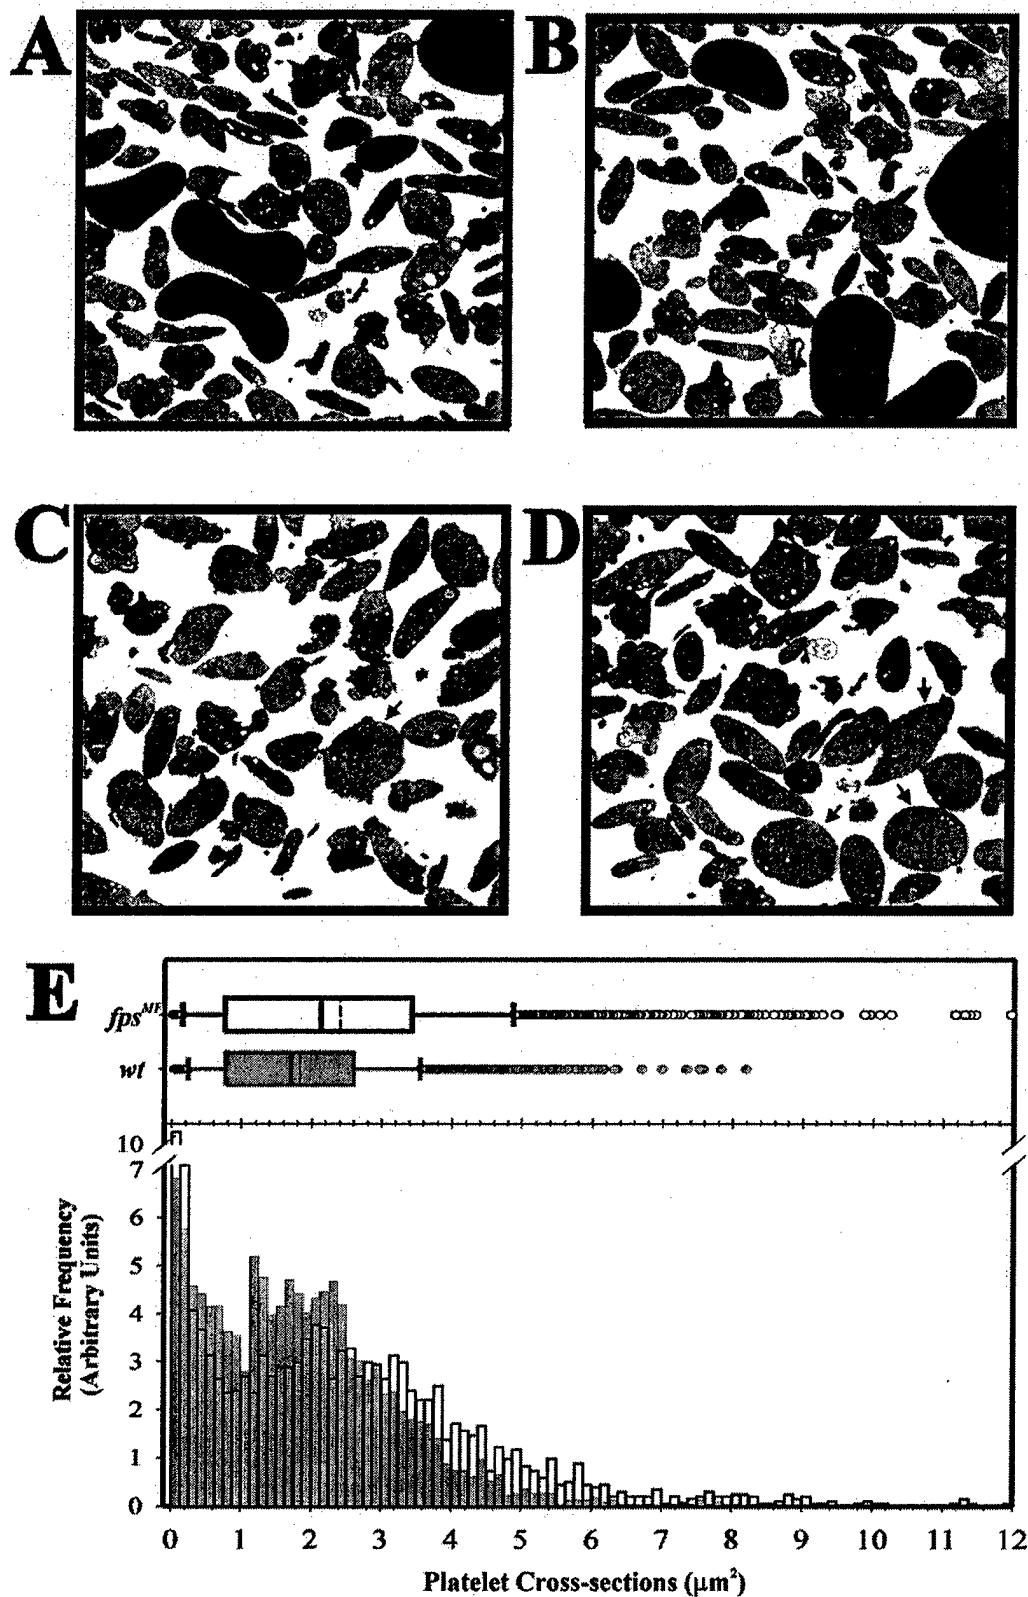 A B
C D
E
fps^MF
wt
10
7
6
5
4
3
2
1
0
Relative Frequency
(Arbitrary Units)
0 1 2 3 4 5 6 7 8 9 10 11 12
Platelet Cross-sections (μm²)